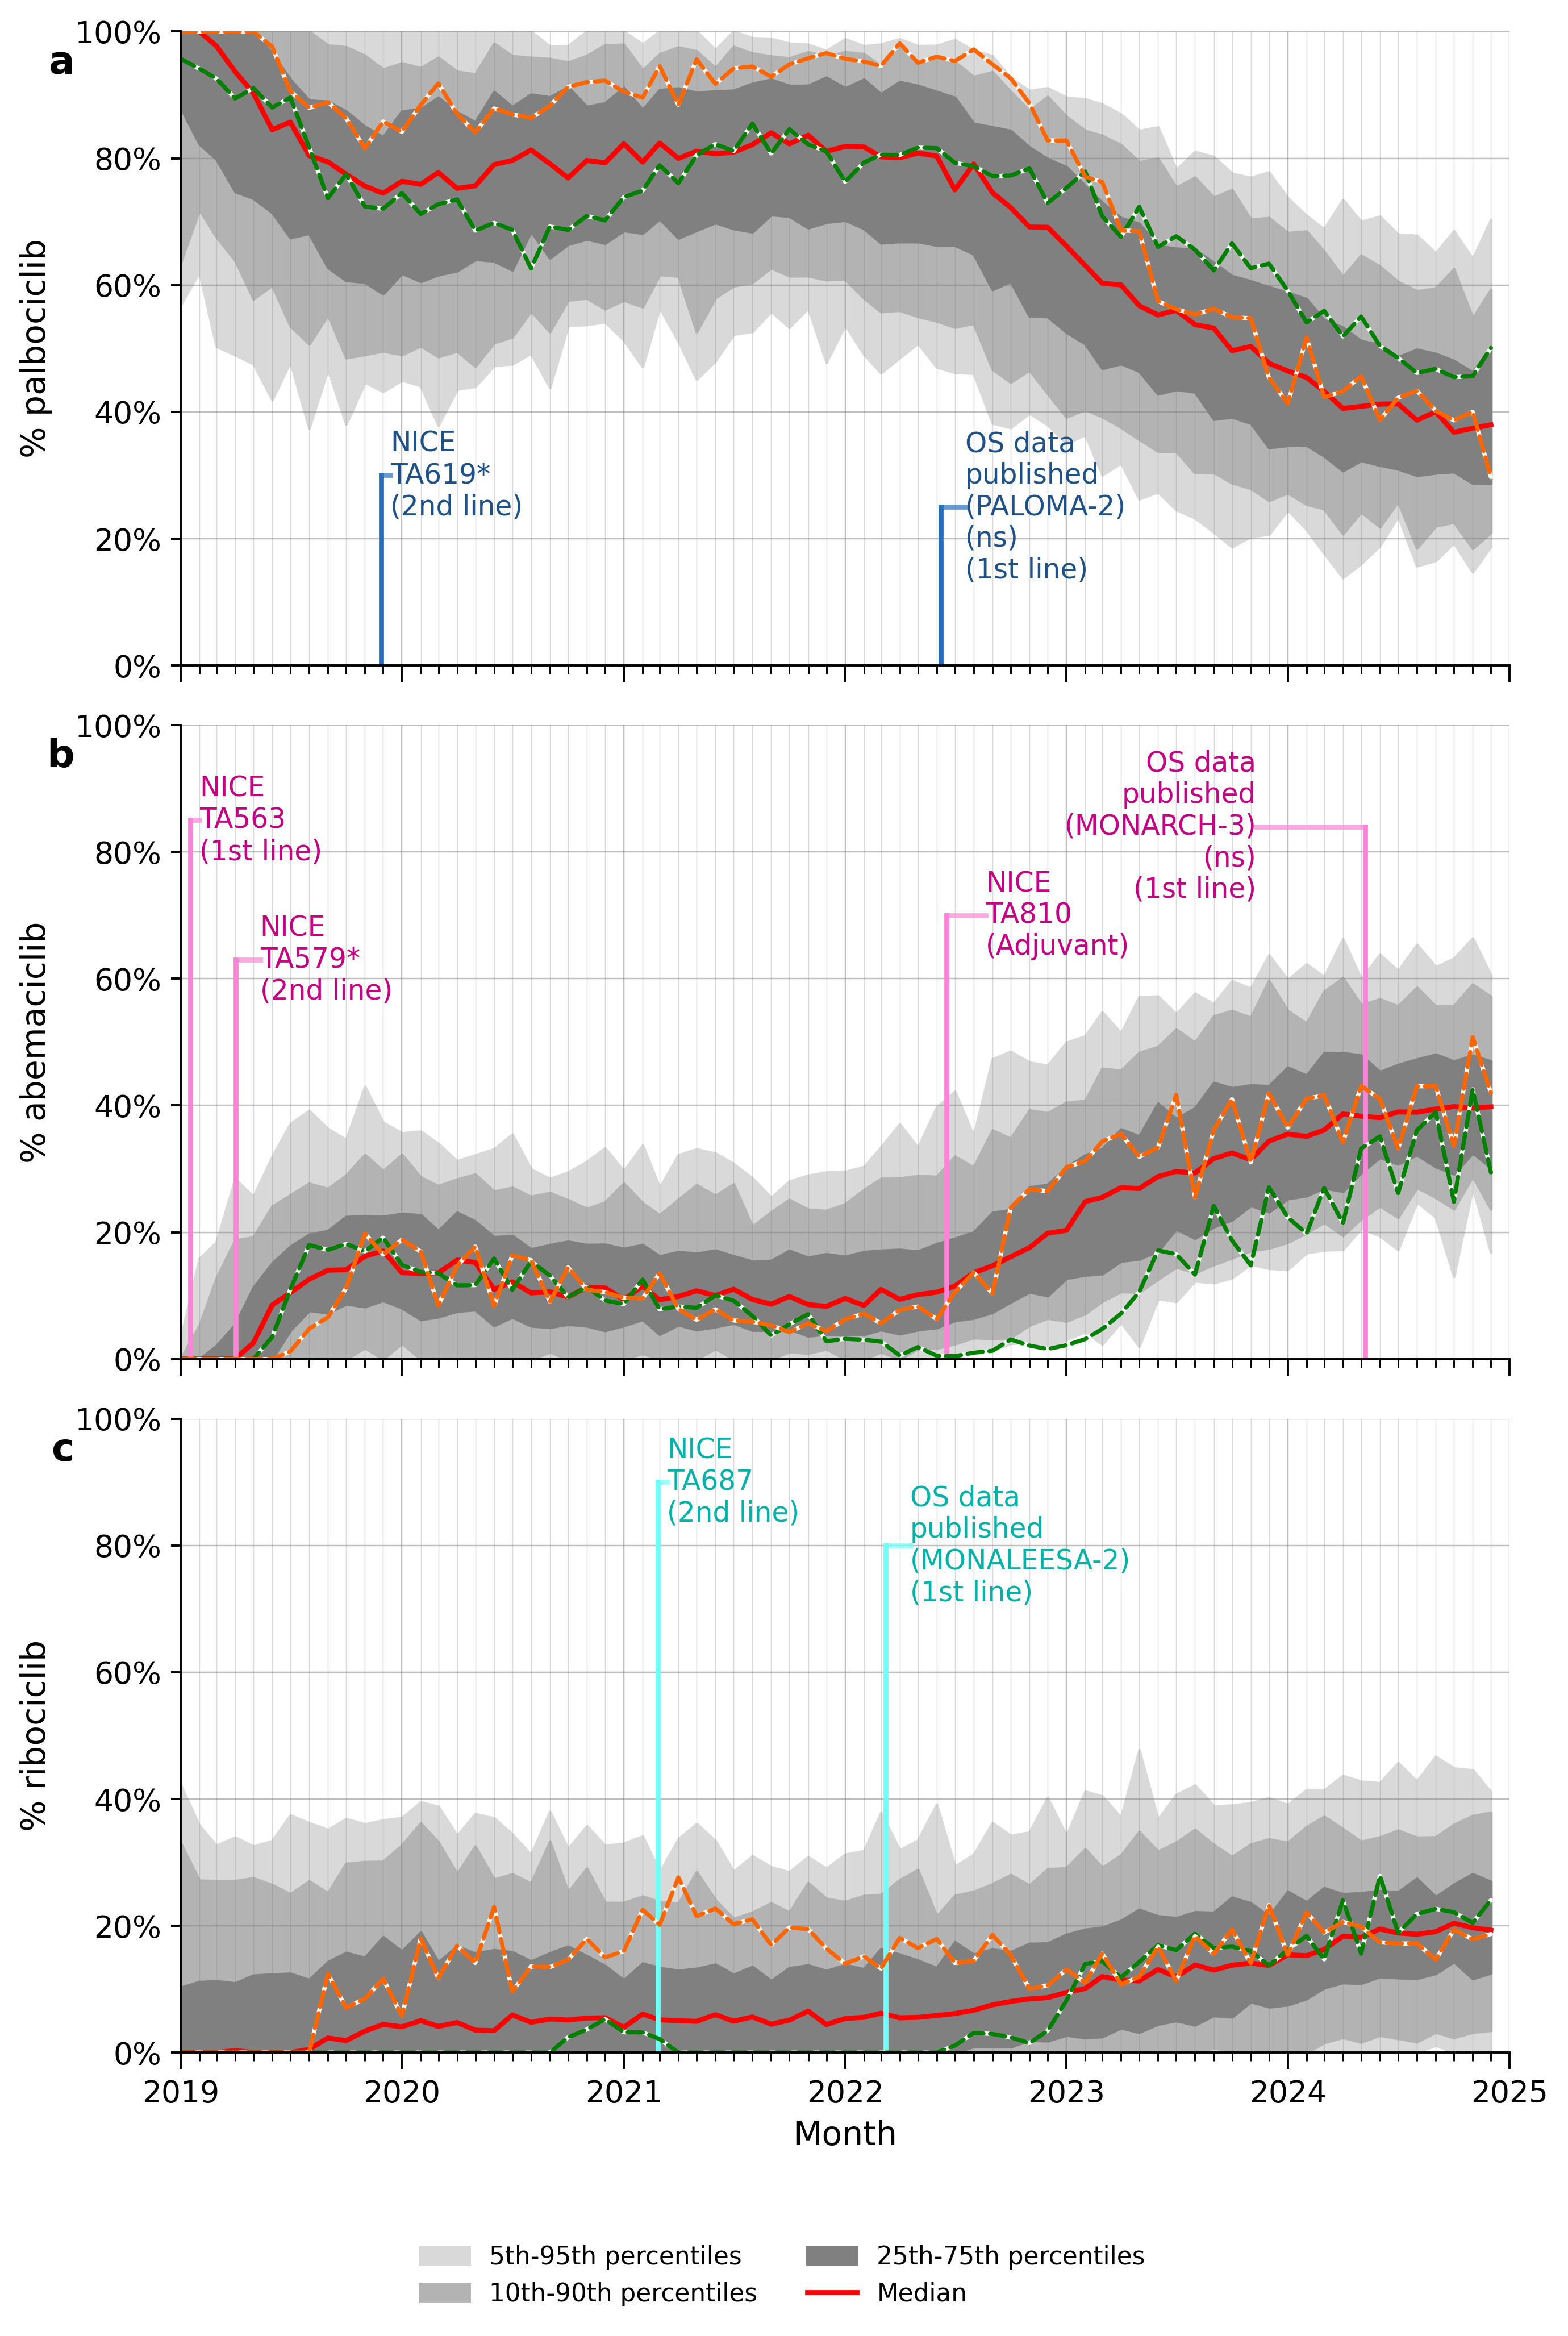 a
100%
80%
60%
40%
20%
0%
% palbociclib
NICE
TA619*
(2nd line)
OS data
published
(PALOMA-2)
(ns)
(1st line)
b
100%
80%
60%
40%
20%
0%
% abemaciclib
NICE
TA563
(1st line)
NICE
TA579*
(2nd line)
NICE
TA810
(Adjuvant)
OS data
published
(MONARCH-3)
(ns)
(1st line)
c
100%
80%
60%
40%
20%
0%
% ribociclib
NICE
TA687
(2nd line)
OS data
published
(MONALEESA-2)
(1st line)
2019 2020 2021 2022 2023 2024 2025
Month
5th-95th percentiles
10th-90th percentiles
25th-75th percentiles
Median